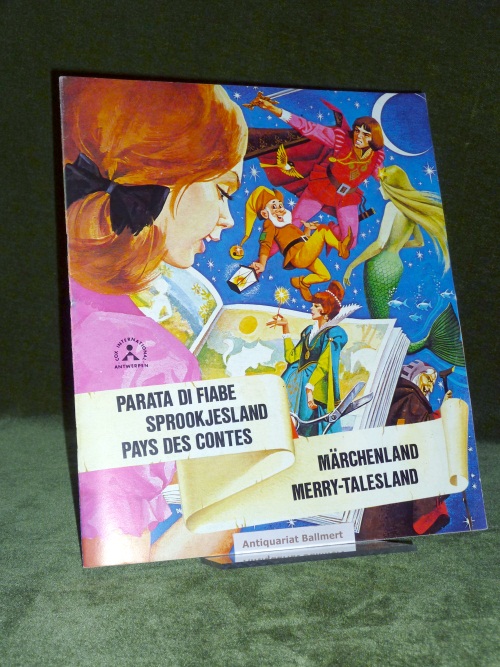 COX INTERNATIONAL
ANTWERPEN
PARATA DI FIABE
SPROOKJESLAND
PAYS DES CONTES
MÄRCHENLAND
MERRY-TALESLAND
Antiquariat Ballmert